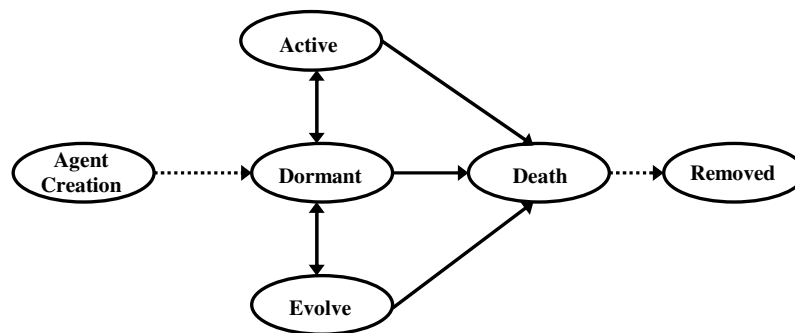 Active
Agent
Creation
Dormant
Death
Removed
Evolve